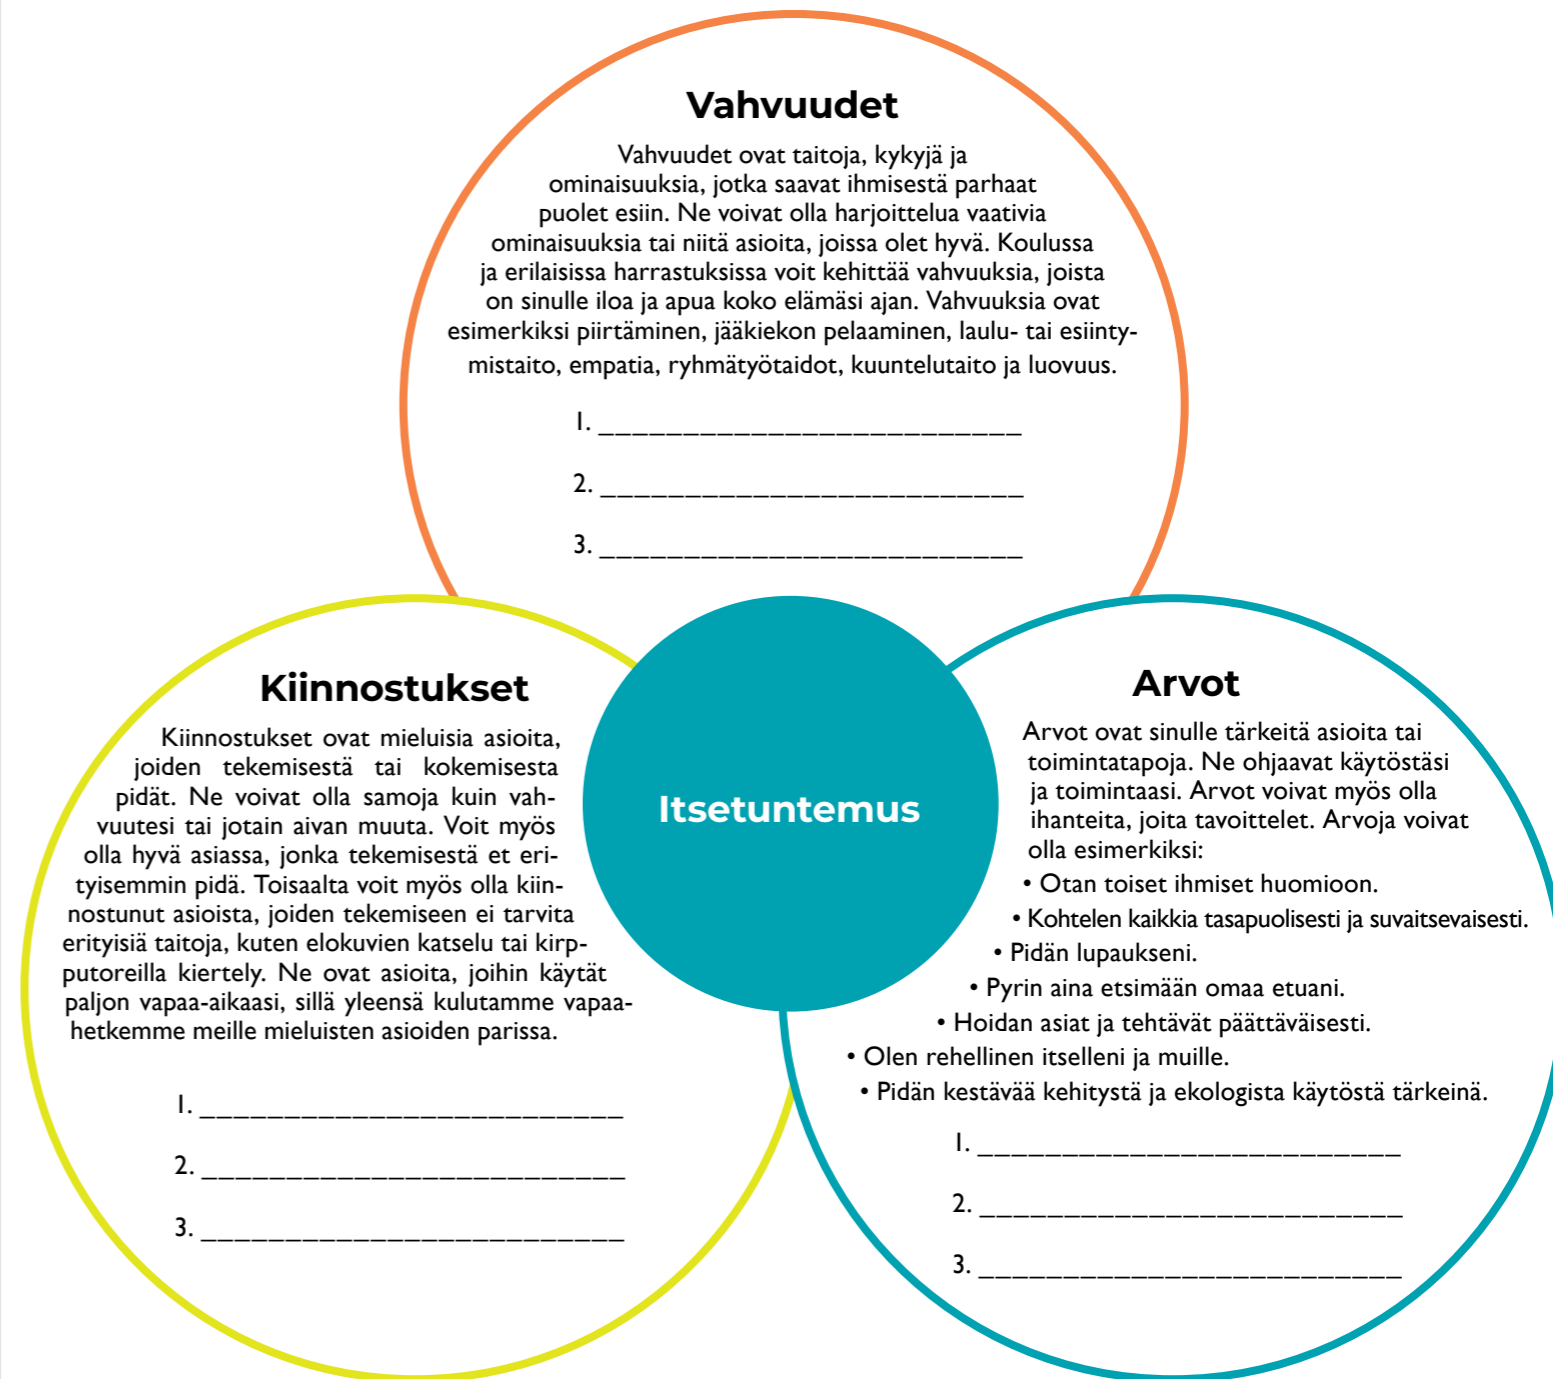 Vahvuudet
Vahvuudet ovat taitoja, kykyjä ja
ominaisuuksia, jotka saavat ihmisestä parhaat
puolet esiin. Ne voivat olla harjoittelua vaativia
ominaisuuksia tai niitä asioita, joissa olet hyvä. Koulussa
ja erilaisissa harrastuksissa voit kehittää vahvuuksia, joista
on sinulle iloa ja apua koko elämäsi ajan. Vahvuuksia ovat
esimerkiksi piirtäminen, jääkiekon pelaaminen, laulu- tai esiinty-
mistaito, empatia, ryhmätyötaidot, kuuntelutaito ja luovuus.
1. _________________________
2. _________________________
3. _________________________
Kiinnostukset
Kiinnostukset ovat mieluisia asioita,
joiden tekemisestä tai kokemisesta
pidät. Ne voivat olla samoja kuin vah-
vuutesi tai jotain aivan muuta. Voit myös
olla hyvä asiassa, jonka tekemisestä et eri-
tyisemmin pidä. Toisaalta voit myös olla kiin-
nostunut asioista, joiden tekemiseen ei tarvita
erityisiä taitoja, kuten elokuvien katselu tai kirp-
putoreilla kiertely. Ne ovat asioita, joihin käytät
paljon vapaa-aikaasi, sillä yleensä kulutamme vapaa-
hetkemme meille mieluisten asioiden parissa.
1. _________________________
2. _________________________
3. _________________________
Itsetuntemus
Arvot
Arvot ovat sinulle tärkeitä asioita tai
toimintatapoja. Ne ohjaavat käytöstäsi
ja toimintaasi. Arvot voivat myös olla
ihanteita, joita tavoittelet. Arvoja voivat
olla esimerkiksi:
• Otan toiset ihmiset huomioon.
• Kohtelen kaikkia tasapuolisesti ja suvaitsevaisesti.
• Pidän lupaukseni.
• Pyrin aina etsimään omaa etuani.
• Hoidan asiat ja tehtävät päättäväisesti.
• Olen rehellinen itselleni ja muille.
• Pidän kestävää kehitystä ja ekologista käytöstä tärkeinä.
1. _________________________
2. _________________________
3. _________________________